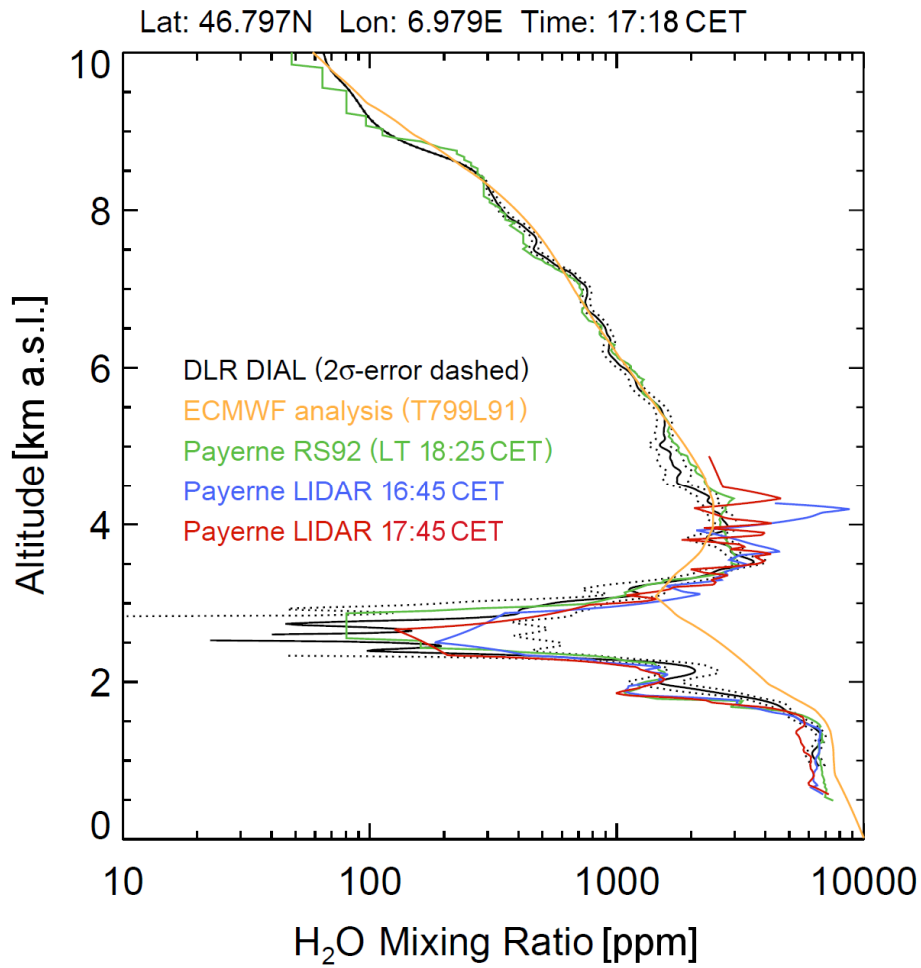 Lat: 46.797N Lon: 6.979E Time: 17:18 CET
10
8
6
4
2
0
Altitude [km a.s.l.]
DLR DIAL (2σ-error dashed)
ECMWF analysis (T799L91)
Payerne RS92 (LT 18:25 CET)
Payerne LIDAR 16:45 CET
Payerne LIDAR 17:45 CET
10 100 1000 10000
H₂O Mixing Ratio [ppm]